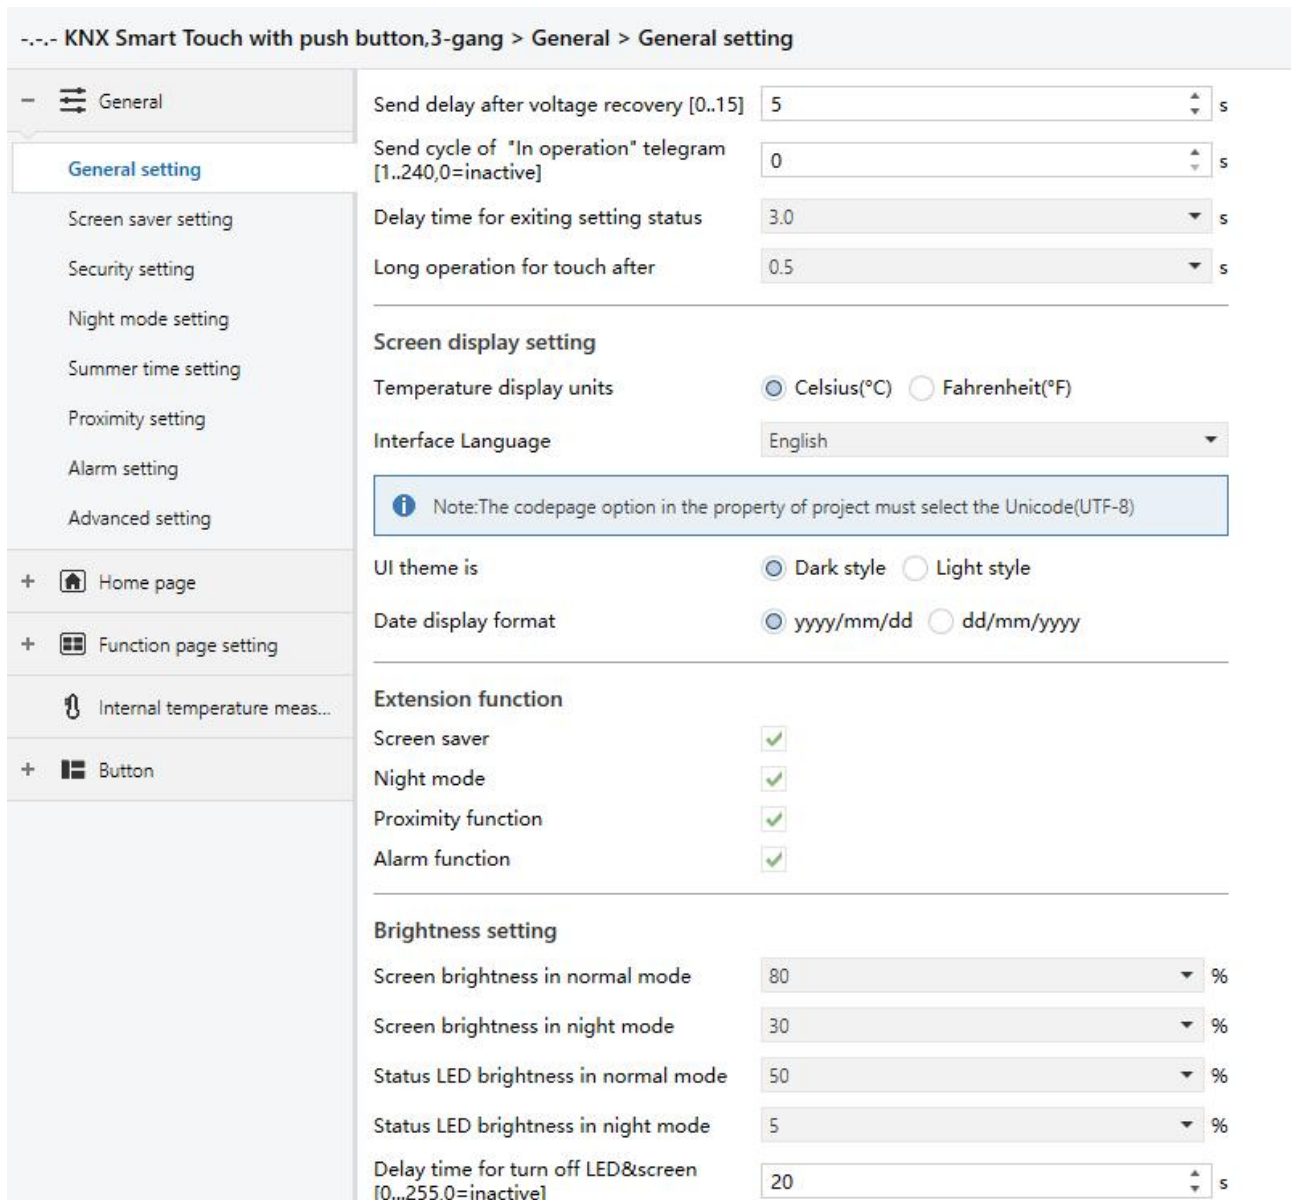 -.-.- KNX Smart Touch with push button,3-gang > General > General setting
General
General setting
Screen saver setting
Security setting
Night mode setting
Summer time setting
Proximity setting
Alarm setting
Advanced setting
Home page
Function page setting
Internal temperature meas...
Button
Send delay after voltage recovery [0..15] 5 s
Send cycle of "In operation" telegram
[1..240,0=inactive] 0 s
Delay time for exiting setting status 3.0 s
Long operation for touch after 0.5 s
Screen display setting
Temperature display units Celsius(°C) Fahrenheit(°F)
Interface Language English
Note:The codepage option in the property of project must select the Unicode(UTF-8)
UI theme is Dark style Light style
Date display format yyyy/mm/dd dd/mm/yyyy
Extension function
Screen saver
Night mode
Proximity function
Alarm function
Brightness setting
Screen brightness in normal mode 80 %
Screen brightness in night mode 30 %
Status LED brightness in normal mode 50 %
Status LED brightness in night mode 5 %
Delay time for turn off LED&screen
[0...255,0=inactive] 20 s